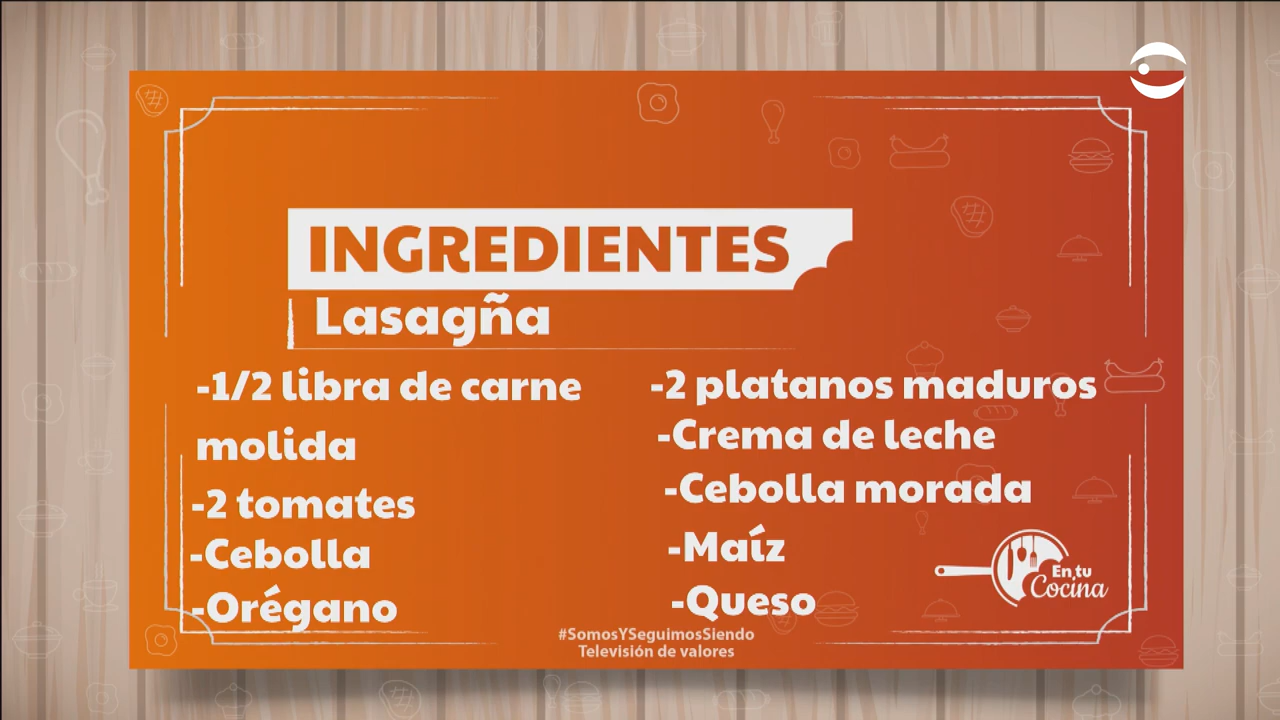 INGREDIENTES
Lasagña
-1/2 libra de carne
molida
-2 tomates
-Cebolla
-Orégano
-2 platanos maduros
-Crema de leche
-Cebolla morada
-Maíz
-Queso
En tu
Cocina
#SomosYSeguimosSiendo
Televisión de valores